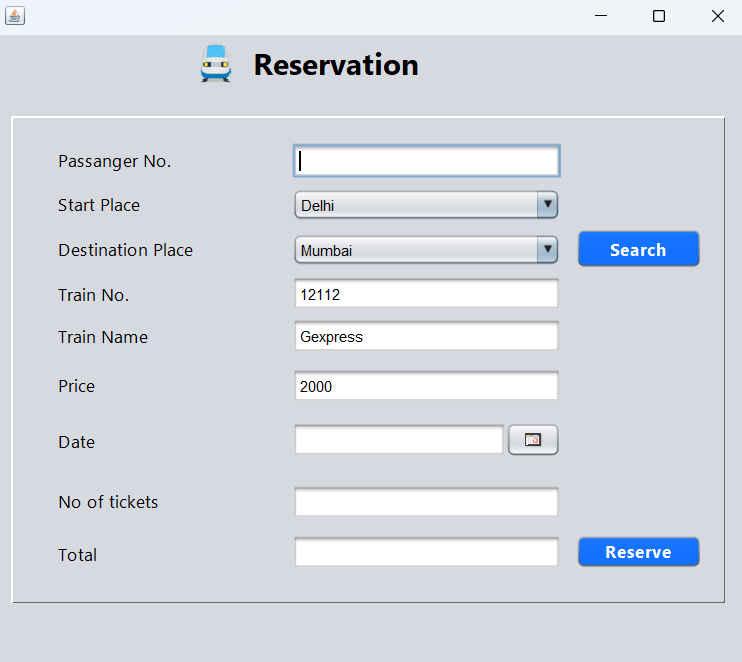 Reservation
Passanger No.
Start Place Delhi
Destination Place Mumbai Search
Train No. 12112
Train Name Gexpress
Price 2000
Date
No of tickets
Total Reserve